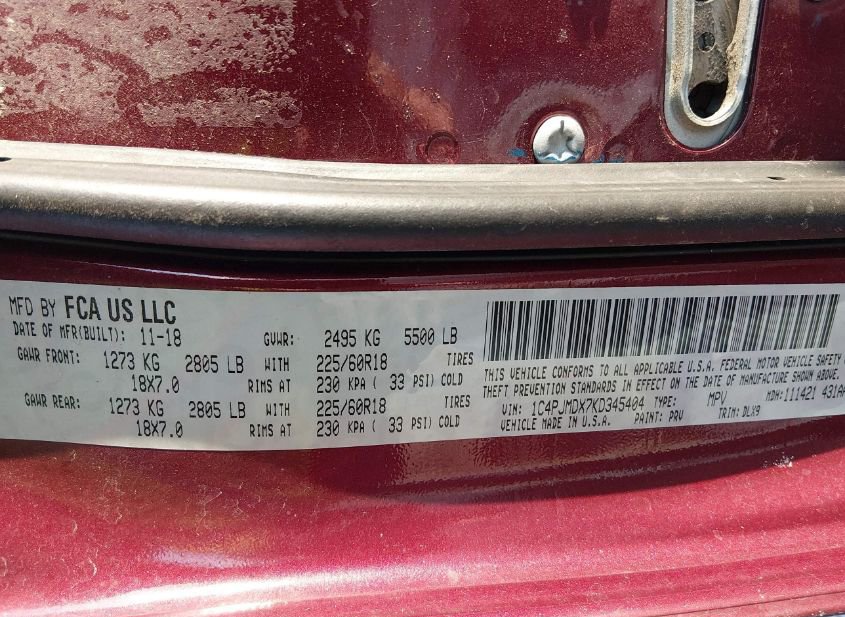 MFD BY FCA US LLC
DATE OF MFR(BUILT): 11-18 GVWR: 2495 KG 5500 LB
GAWR FRONT: 1273 KG 2805 LB WITH 225/60R18 TIRES
18X7.0 RIMS AT 230 KPA ( 33 PSI) COLD
GAWR REAR: 1273 KG 2805 LB WITH 225/60R18 TIRES
18X7.0 RIMS AT 230 KPA ( 33 PSI) COLD
THIS VEHICLE CONFORMS TO ALL APPLICABLE U.S.A. FEDERAL MOTOR VEHICLE SAFETY
THEFT PREVENTION STANDARDS IN EFFECT ON THE DATE OF MANUFACTURE SHOWN ABOVE
VIN: 1C4PJMDX7KD345404 TYPE: MPV MDH: 111421 431AA
VEHICLE MADE IN U.S.A. PAINT: PRV TRIM: DLX9